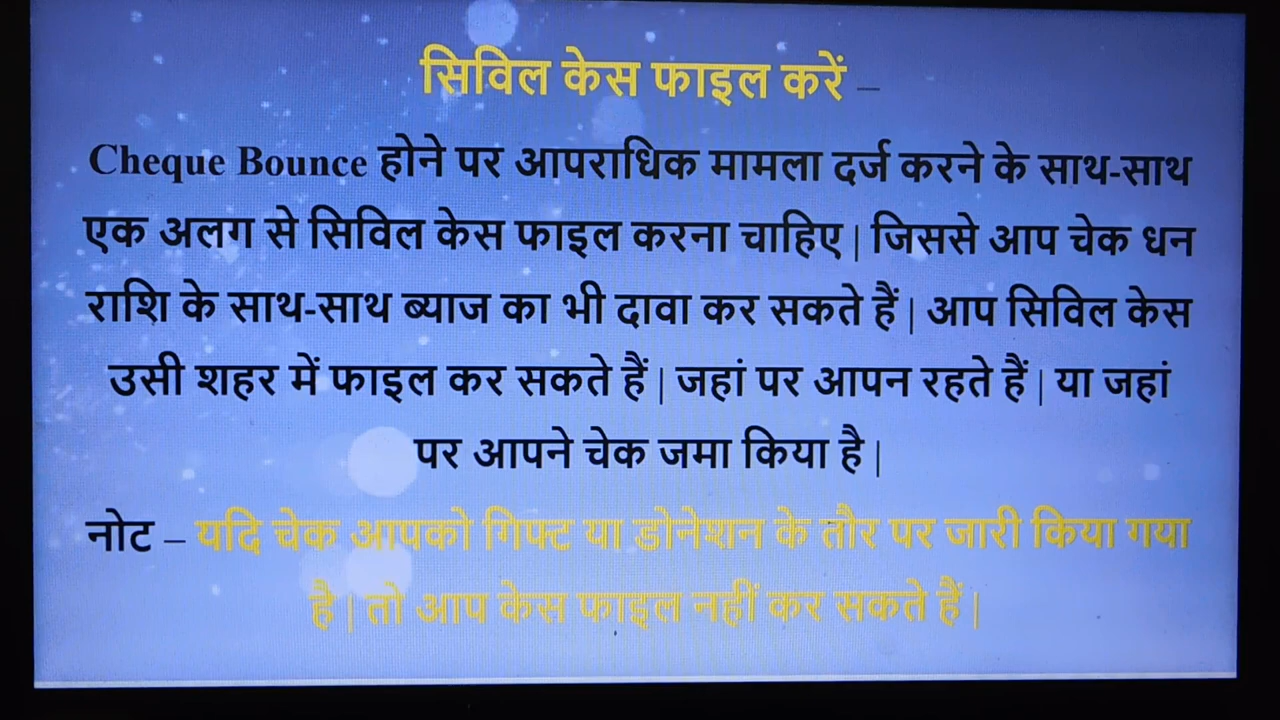 सिविल केस फाइल करें –
Cheque Bounce होने पर आपराधिक मामला दर्ज करने के साथ-साथ
एक अलग से सिविल केस फाइल करना चाहिए | जिससे आप चेक धन
राशि के साथ-साथ ब्याज का भी दावा कर सकते हैं | आप सिविल केस
उसी शहर में फाइल कर सकते हैं | जहां पर आपन रहते हैं | या जहां
पर आपने चेक जमा किया है |
नोट – यदि चेक आपको गिफ्ट या डोनेशन के तौर पर जारी किया गया
है | तो आप केस फाइल नहीं कर सकते हैं |